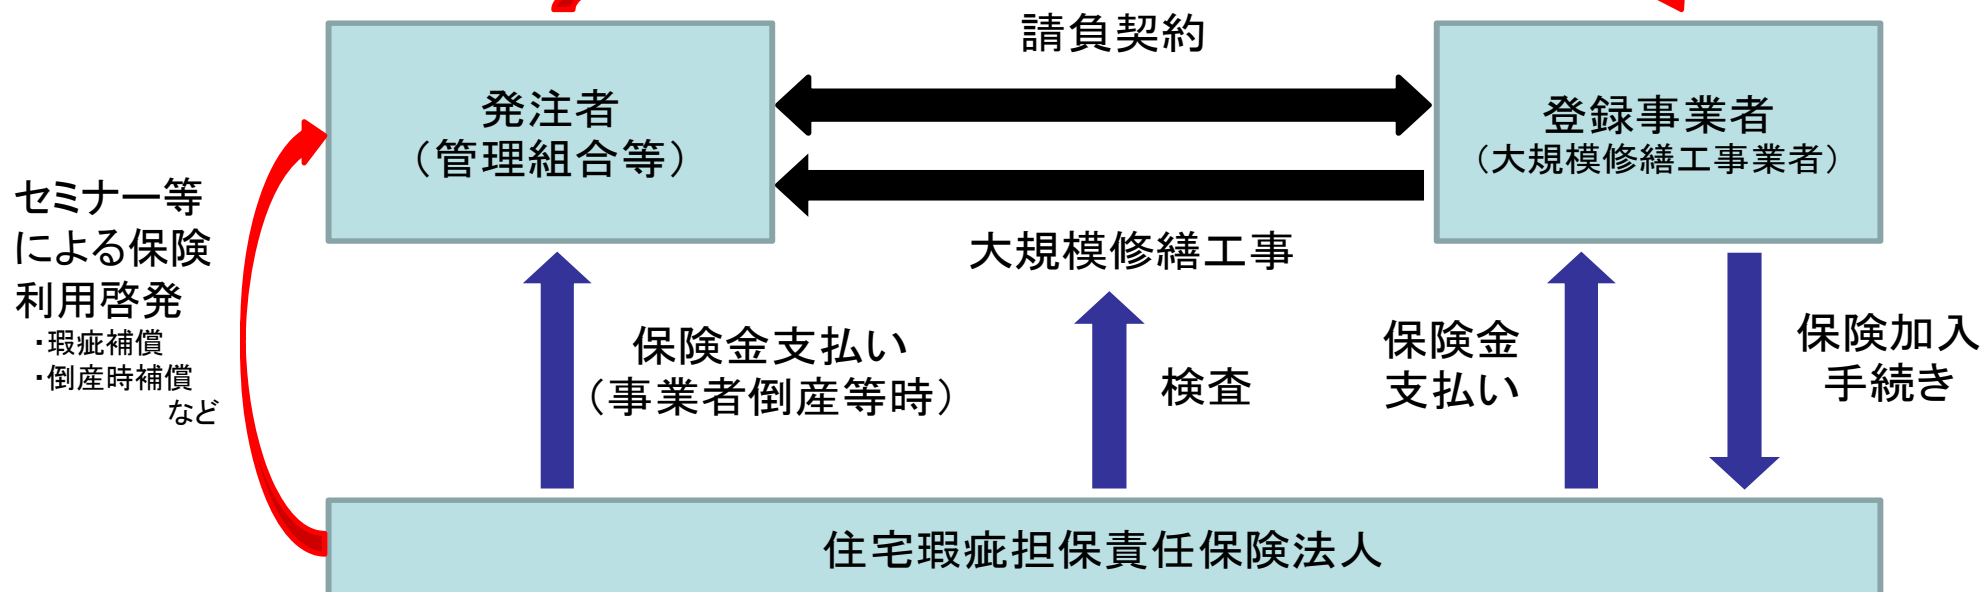 請負契約
発注者
（管理組合等）
登録事業者
（大規模修繕工事業者）
大規模修繕工事
セミナー等
による保険
利用啓発
・瑕疵補償
・倒産時補償
など
保険金支払い
（事業者倒産等時）
検査
保険金
支払い
保険加入
手続き
住宅瑕疵担保責任保険法人